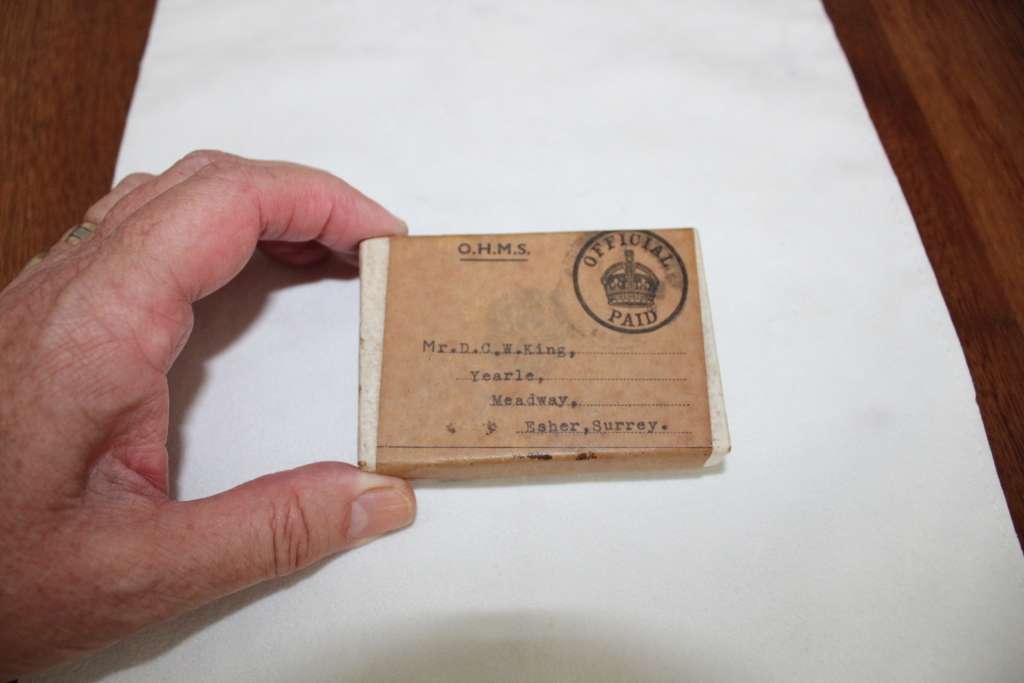 O.H.M.S.
OFFICIAL
PAID
Mr.D.C.W.King,
Yearle,
Meadway,
Esher,Surrey.